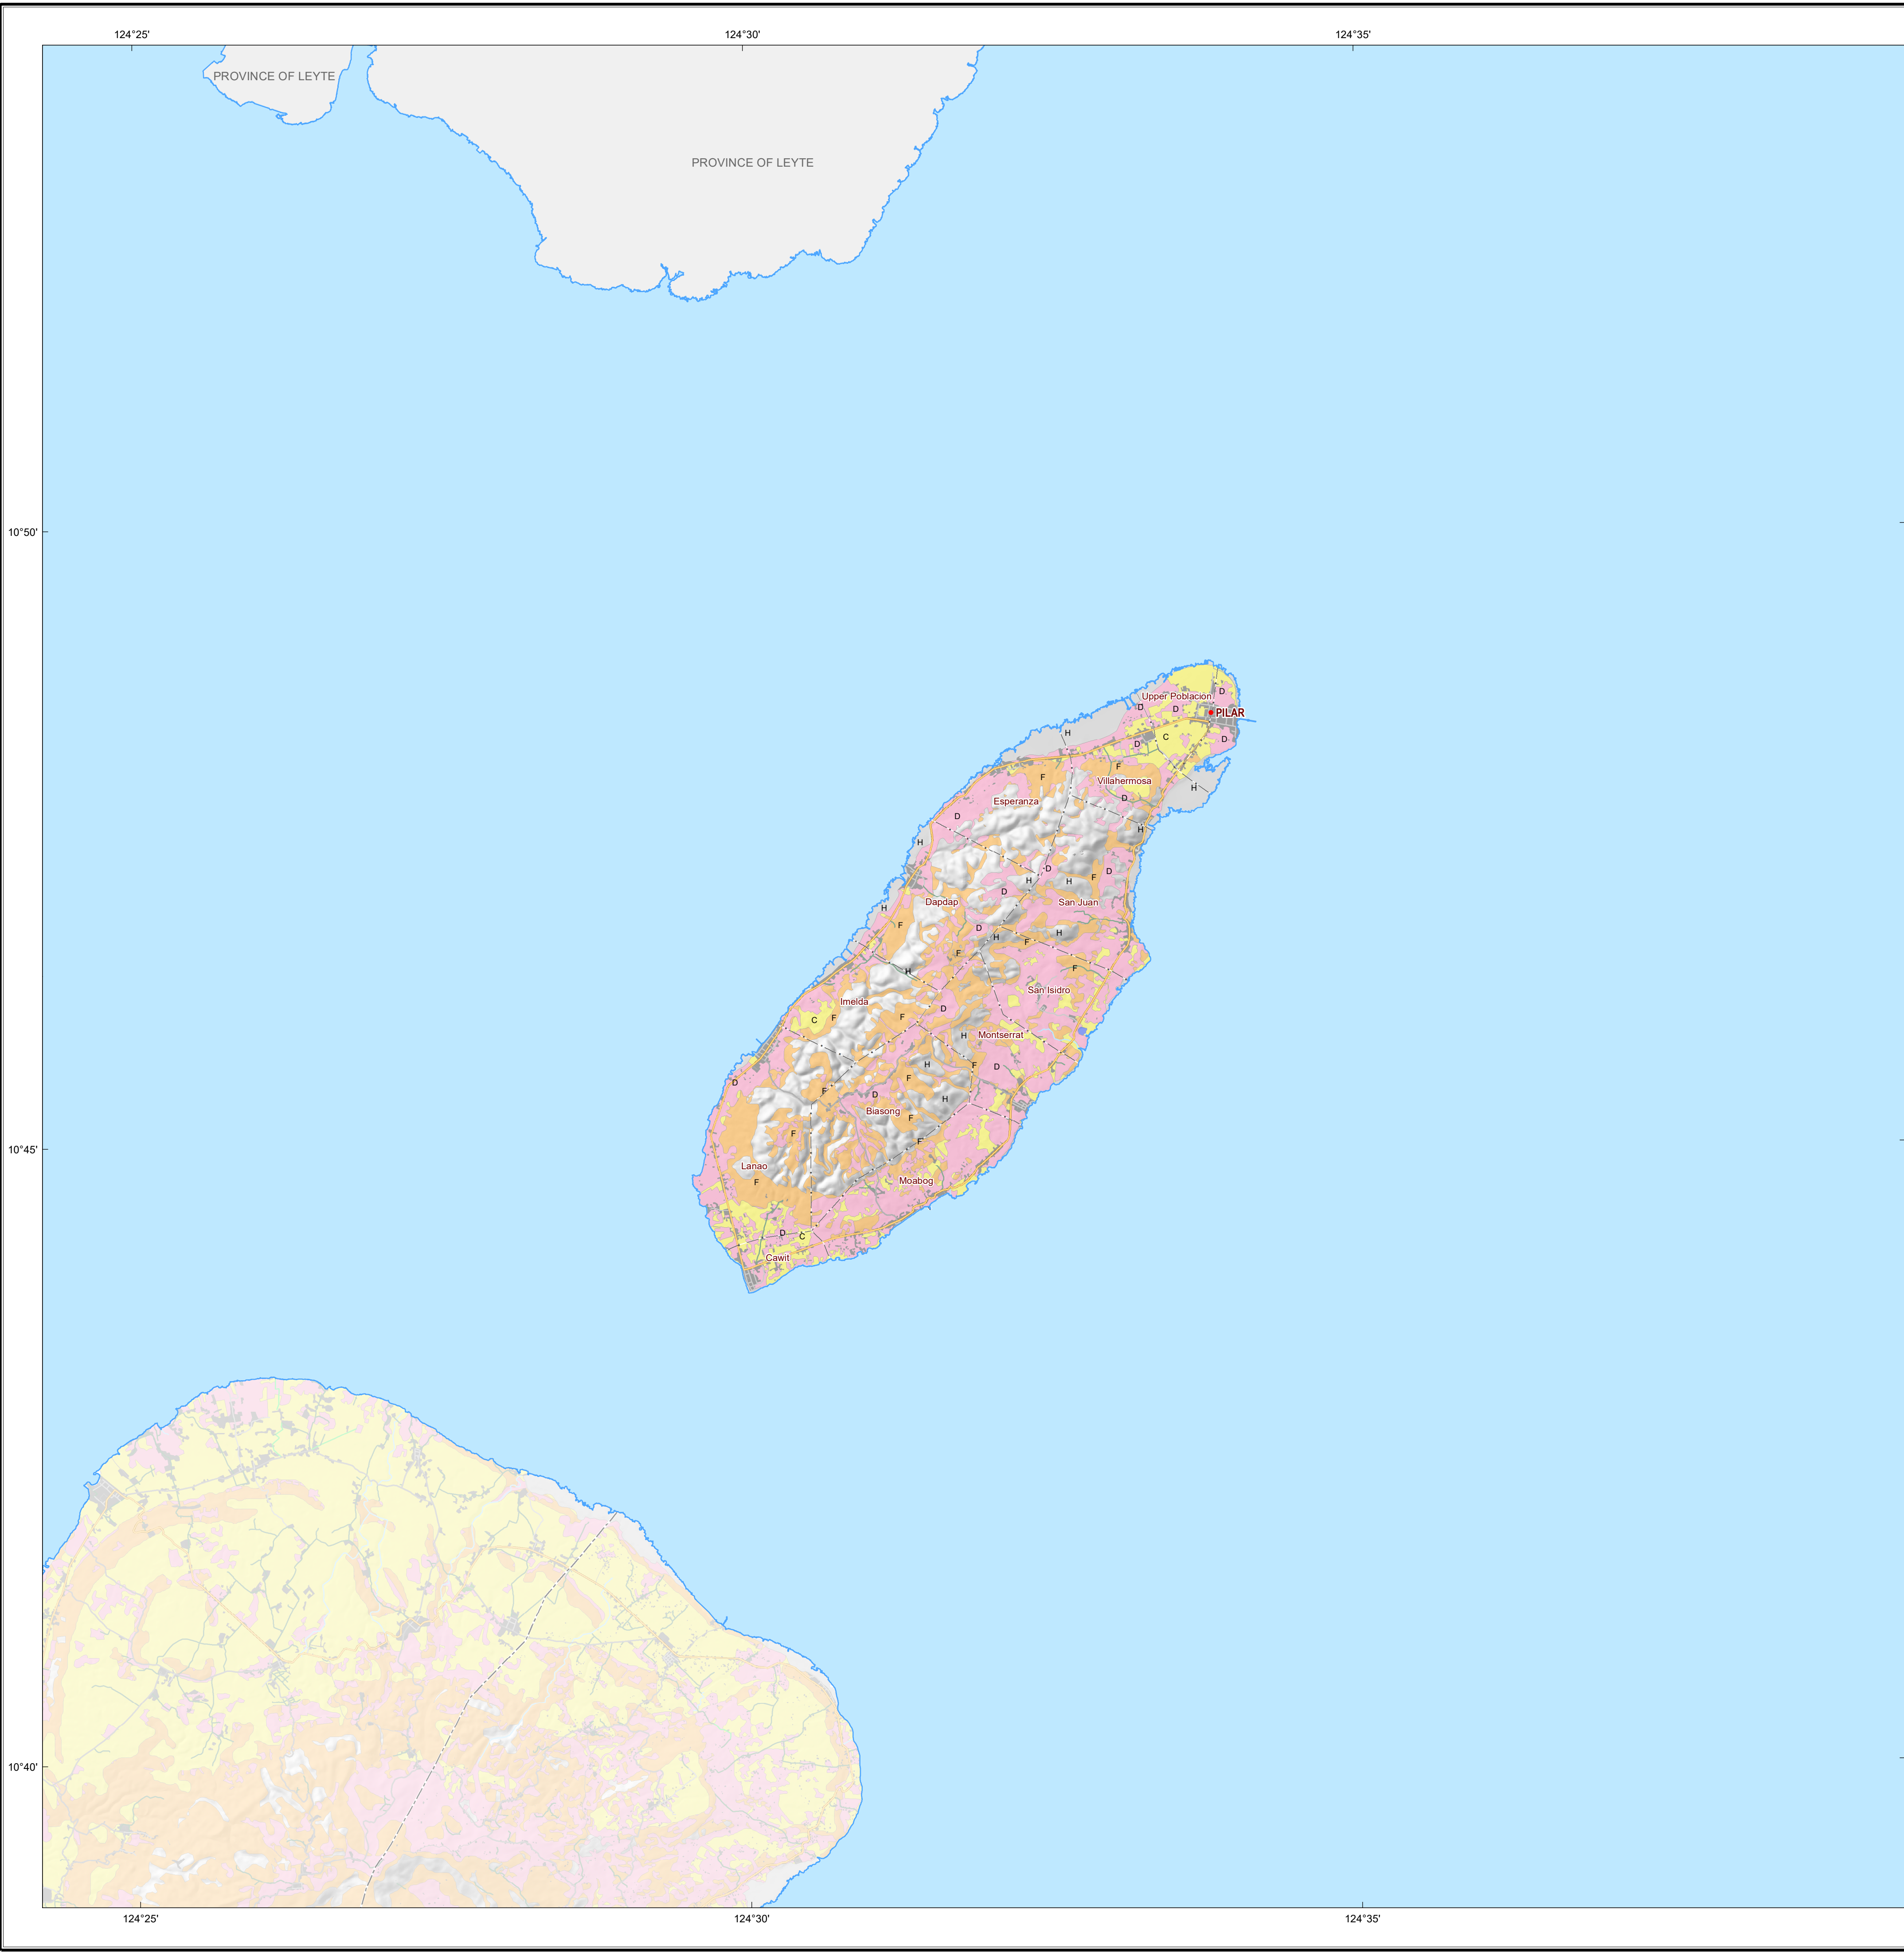 124°25' 124°30' 124°35'
PROVINCE OF LEYTE
PROVINCE OF LEYTE
10°50'
D
Upper Poblacion
D D
PILAR
H
C D
D
F
F
Villahermosa
H
D
Esperanza
D
H
H
D
D
F
H H
D
Dapdap
San Juan
H
F
D
H
H
F
F
F
H
San Isidro
Imelda
D
F
C F
Montserrat
H
H F D
F
D
F
D
H
Biasong
F
F
F
Lanao
Moabog
F
D C
Cawit
10°45'
10°40'
124°25' 124°30' 124°35'